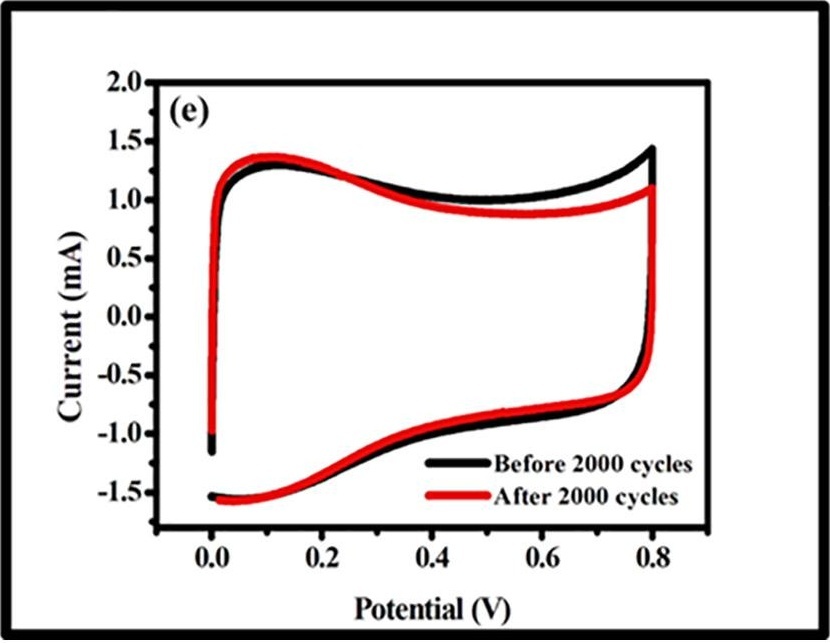 (e)
2.0
1.5
1.0
0.5
0.0
-0.5
-1.0
-1.5
Current (mA)
Before 2000 cycles
After 2000 cycles
0.0 0.2 0.4 0.6 0.8
Potential (V)